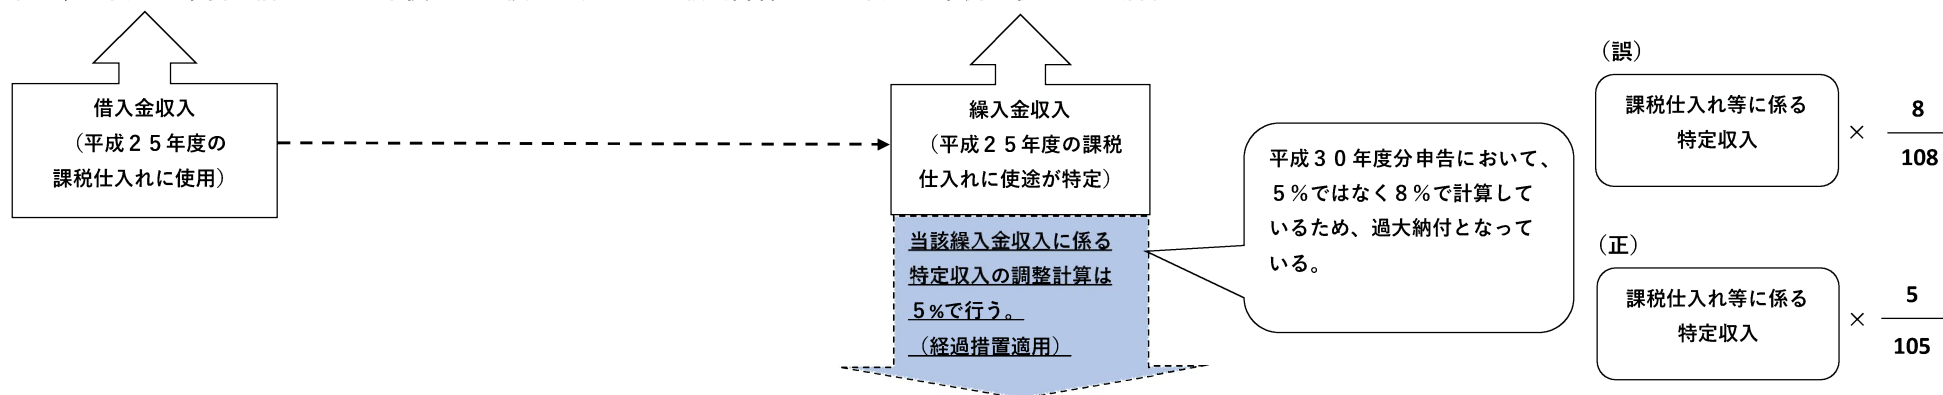 借入金収入
（平成２５年度の
課税仕入れに使用）
繰入金収入
（平成２５年度の課税
仕入れに使途が特定）
当該繰入金収入に係る
特定収入の調整計算は
５%で行う。
（経過措置適用）
平成３０年度分申告において、
５％ではなく８％で計算して
いるため、過大納付となって
いる。
（誤）
課税仕入れ等に係る
特定収入
×
8
108
（正）
課税仕入れ等に係る
特定収入
×
5
105